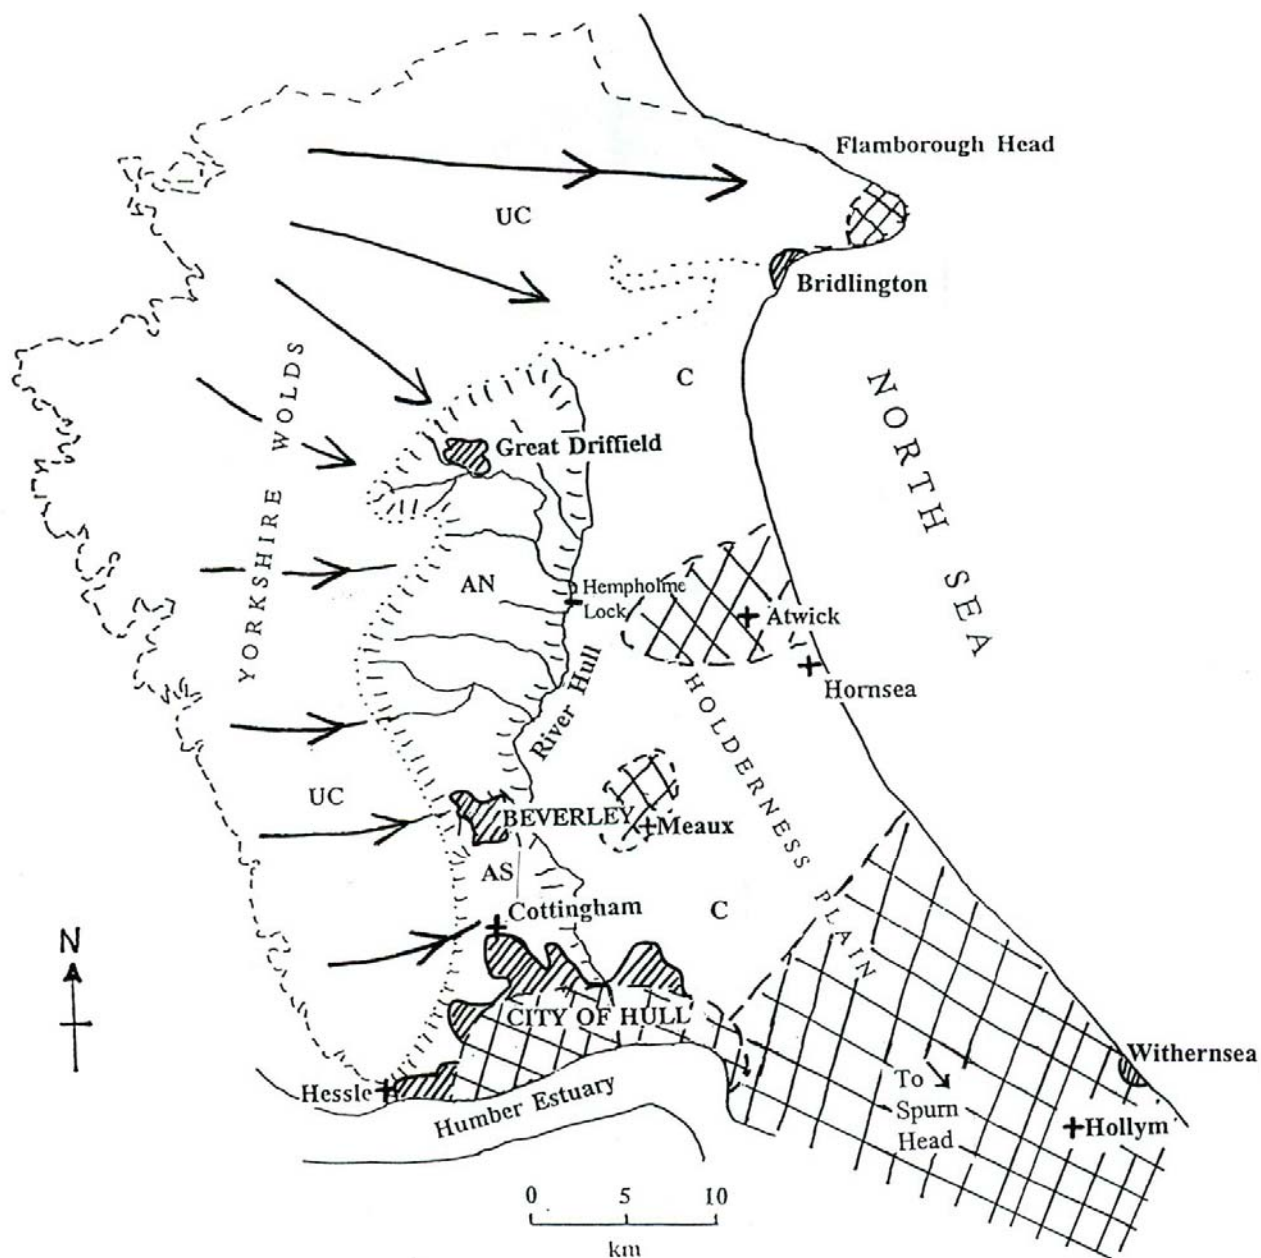 Flamborough Head
UC
Bridlington
C
NORTH SEA
YORKSHIRE WOLDS
Great Driffield
AN
Hempholme
Lock
Atwick
Hornsea
River Hull
HOLDERNESS PLAIN
UC
BEVERLEY
Meaux
AS
Cottingham
C
N
CITY OF HULL
Withernsea
Hessle
To
Spurn
Head
Humber Estuary
Hollym
0 5 10
km